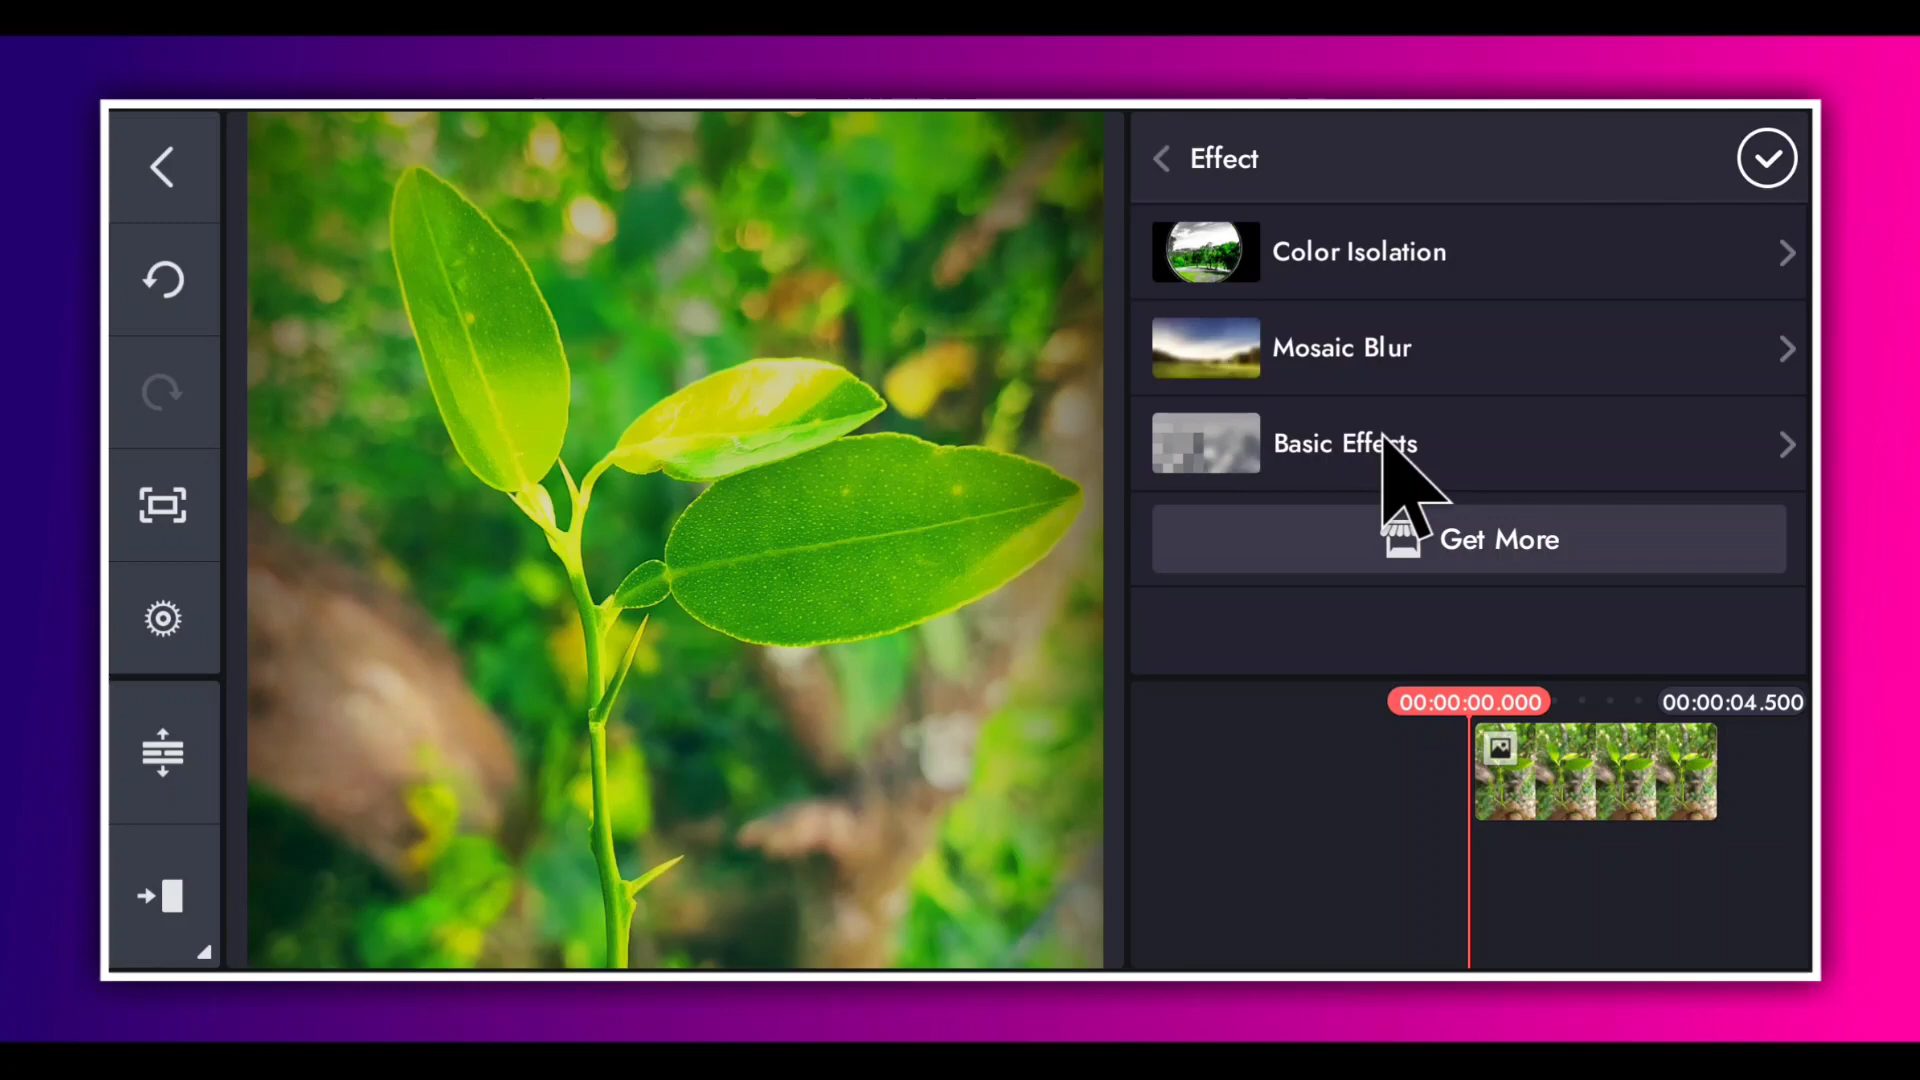 Effect
Color Isolation
Mosaic Blur
Basic Effects
Get More
00:00:00.000
00:00:04.500